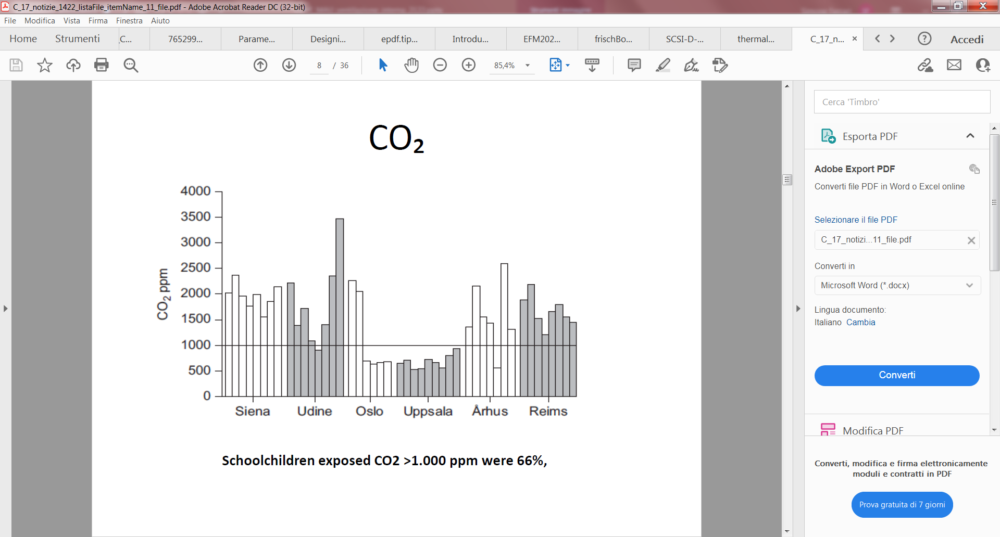 C_17_notizie_1422_listaFile_itemName_11_file.pdf - Adobe Acrobat Reader DC (32-bit)
File Modifica Vista Firma Finestra Aiuto
Home Strumenti _C... 765299... Parame... Designi... epdf.tip... Introdu... EFM202... frischBo... SCSI-D-... thermal... C_17_n... Accedi
8 / 36 85,4%
CO₂
4000
3500
3000
2500
2000
1500
1000
500
0
CO₂ ppm
Siena Udine Oslo Uppsala Århus Reims
Schoolchildren exposed CO2 >1.000 ppm were 66%,
Cerca 'Timbro'
Esporta PDF
Adobe Export PDF
Converti file PDF in Word o Excel online
Selezionare il file PDF
C_17_notizi...11_file.pdf
Converti in
Microsoft Word (*.docx)
Lingua documento:
Italiano Cambia
Converti
Modifica PDF
Converti, modifica e firma elettronicamente
moduli e contratti in PDF
Prova gratuita di 7 giorni